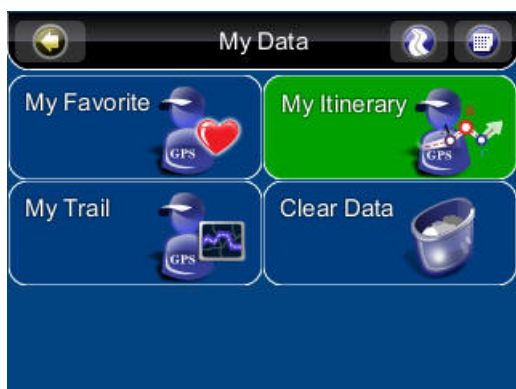 My Data
My Favorite
GPS
My Itinerary
B
GPS
My Trail
GPS
Clear Data